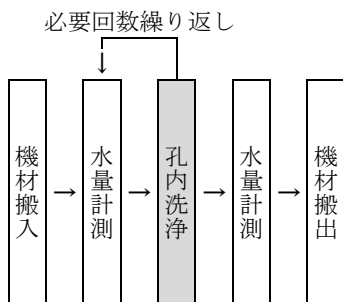 必要回数繰り返し
機材搬入
→
水量計測
→
孔内洗浄
→
水量計測
→
機材搬出